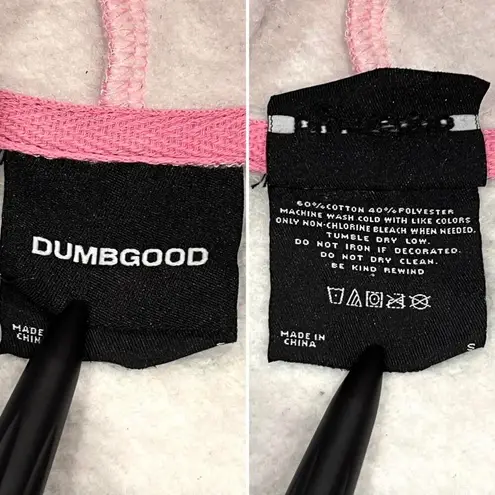 DUMBGOOD
MADE IN
CHIN
60% COTTON 40% POLYESTER
MACHINE WASH COLD WITH LIKE COLORS
ONLY NON-CHLORINE BLEACH WHEN NEEDED.
TUMBLE DRY LOW.
DO NOT IRON IF DECORATED.
DO NOT DRY CLEAN.
BE KIND REWIND
MADE IN
CHINA
S